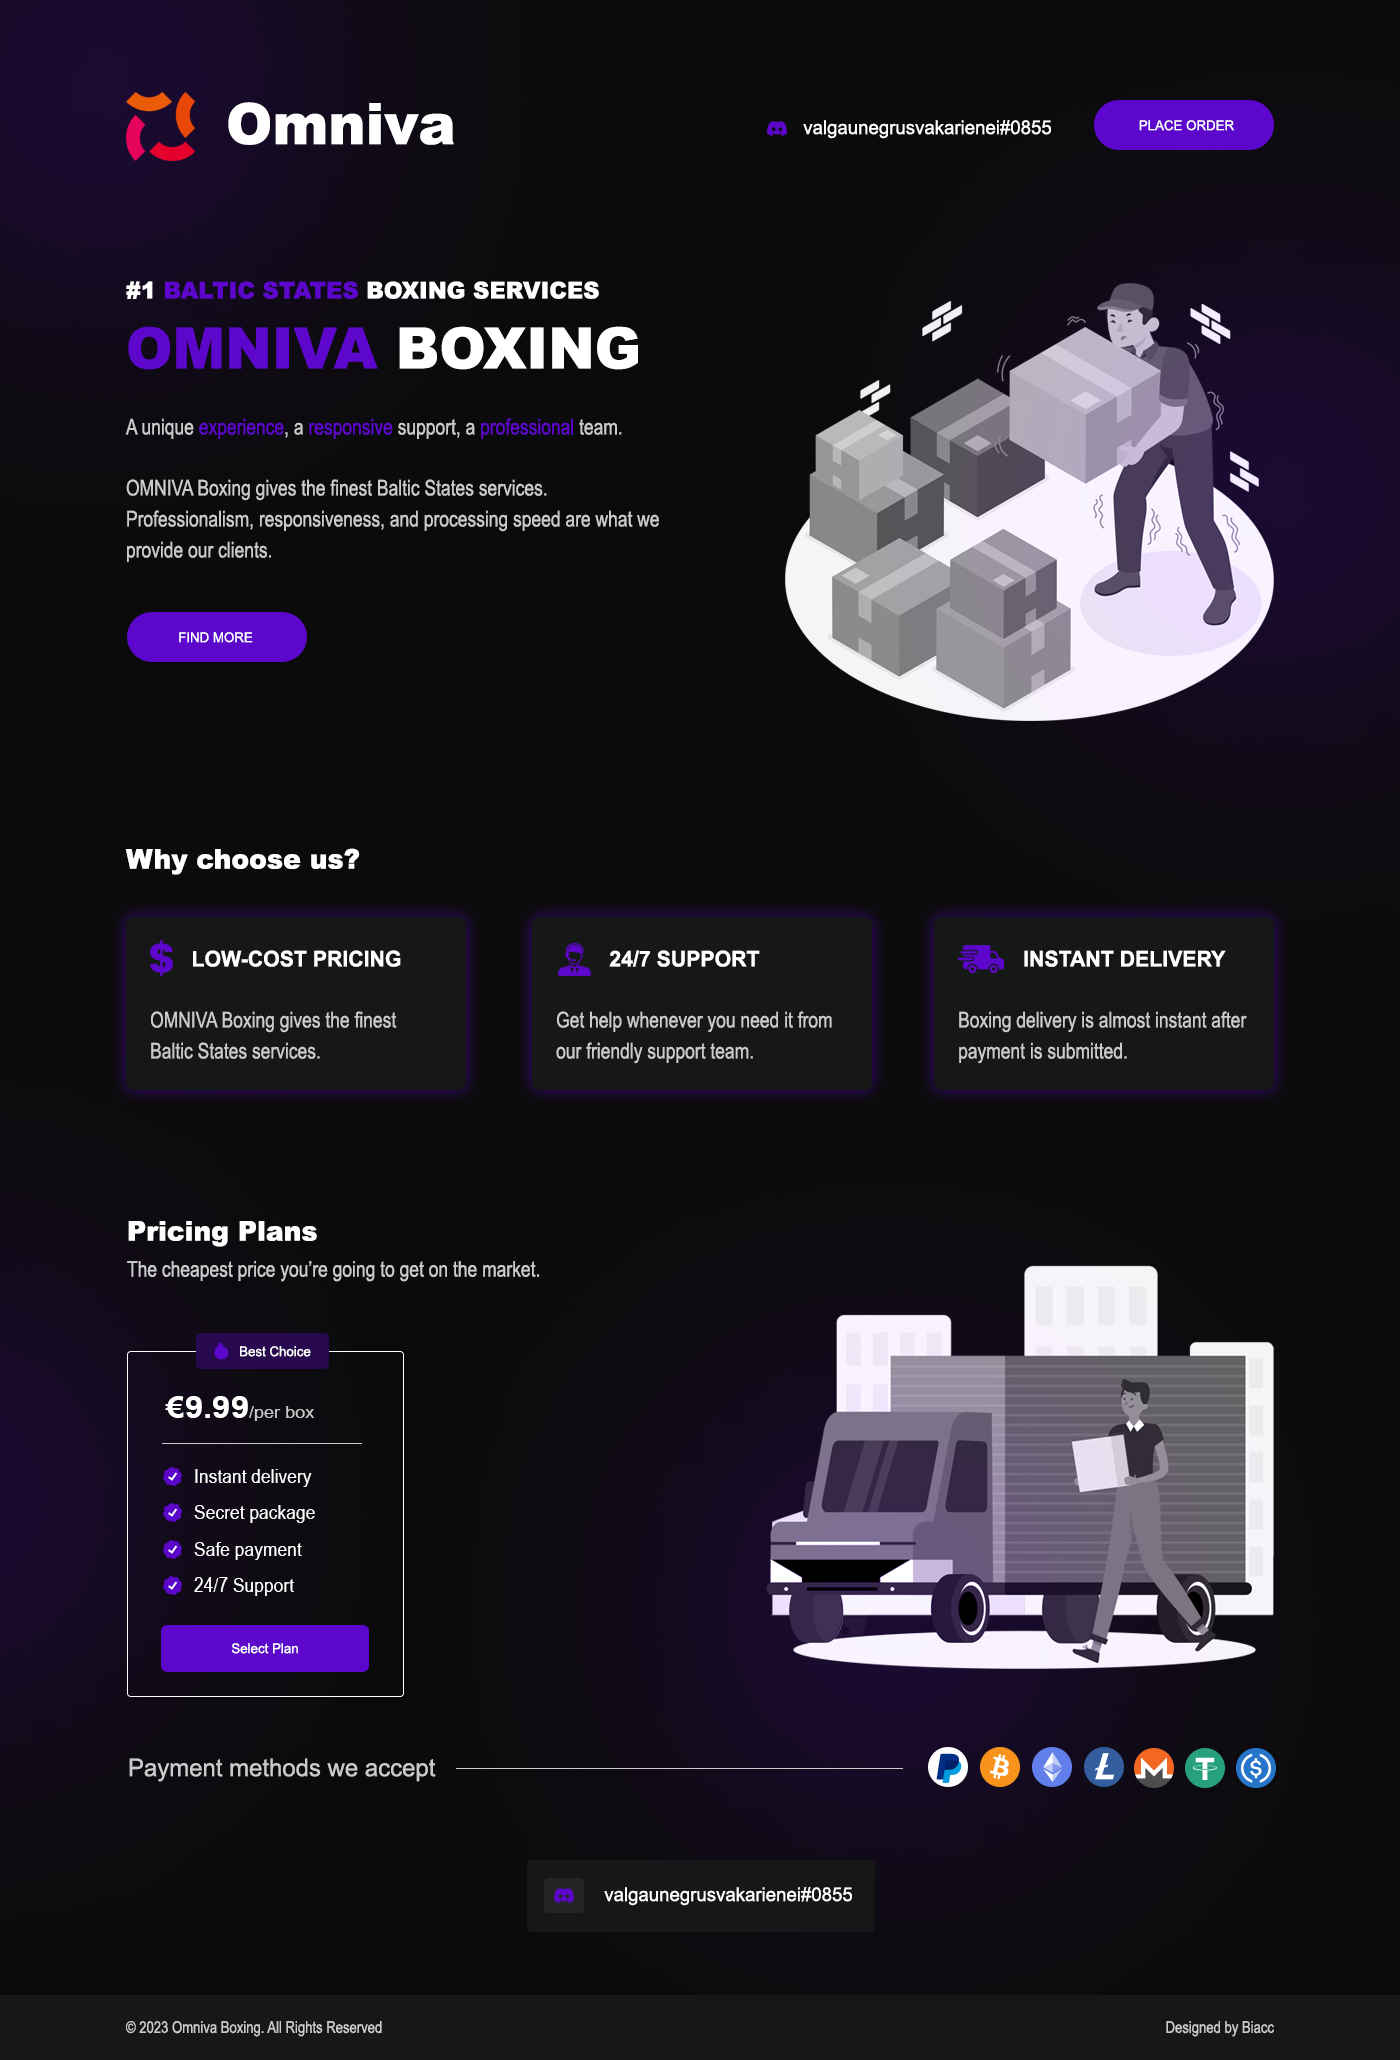 Omniva
valgaunegrusvakarienei#0855
PLACE ORDER
#1 BALTIC STATES BOXING SERVICES
OMNIVA BOXING
A unique experience, a responsive support, a professional team.
OMNIVA Boxing gives the finest Baltic States services.
Professionalism, responsiveness, and processing speed are what we
provide our clients.
FIND MORE
Why choose us?
LOW-COST PRICING
OMNIVA Boxing gives the finest
Baltic States services.
24/7 SUPPORT
Get help whenever you need it from
our friendly support team.
INSTANT DELIVERY
Boxing delivery is almost instant after
payment is submitted.
Pricing Plans
The cheapest price you’re going to get on the market.
Best Choice
€9.99/per box
Instant delivery
Secret package
Safe payment
24/7 Support
Select Plan
Payment methods we accept
valgaunegrusvakarienei#0855
© 2023 Omniva Boxing. All Rights Reserved
Designed by Biacc